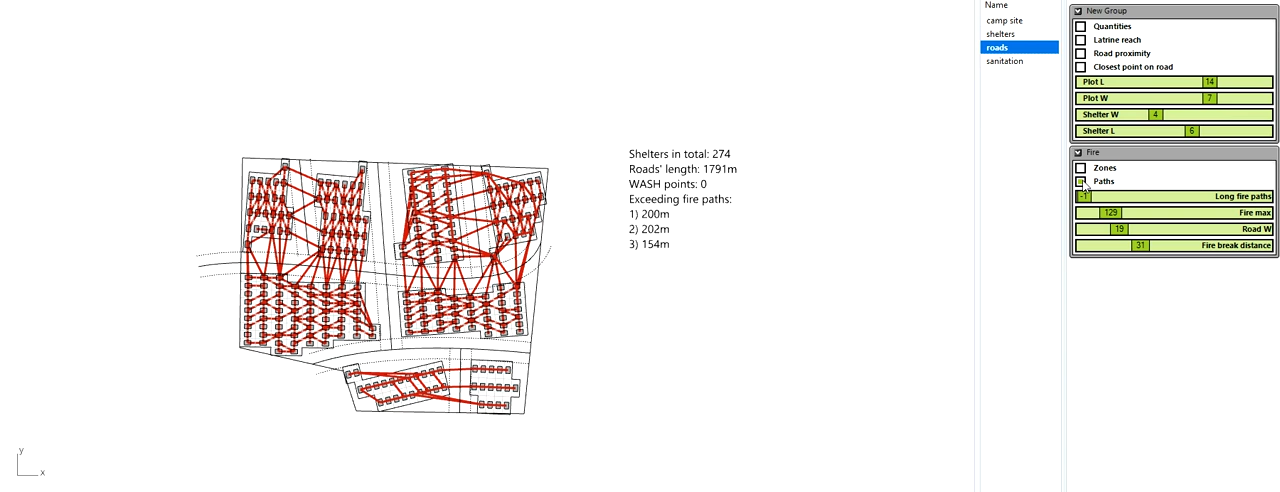 Shelters in total: 274
Roads' length: 1791m
WASH points: 0
Exceeding fire paths:
1) 200m
2) 202m
3) 154m
y
x
Name
camp site
shelters
roads
sanitation
New Group
Quantities
Latrine reach
Road proximity
Closest point on road
Plot L 14
Plot W 7
Shelter W 4
Shelter L 6
Fire
Zones
Paths
-1 Long fire paths
129 Fire max
19 Road W
31 Fire break distance